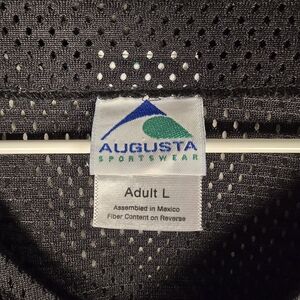 AUGUSTA
SPORTSWEAR
Adult L
Assembled in Mexico
Fiber Content on Reverse